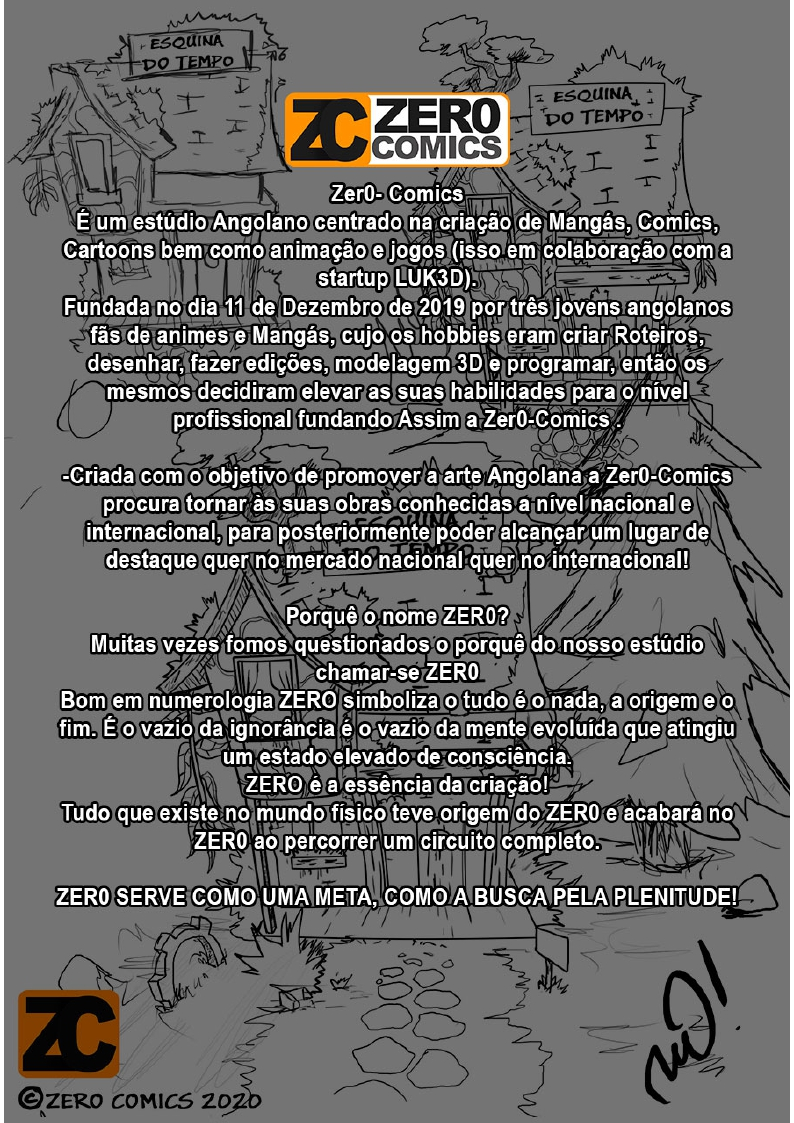 ESQUINA
DO TEMPO
ESQUINA
DO TEMPO
ZC ZERO
COMICS
Zer0- Comics
É um estúdio Angolano centrado na criação de Mangás, Comics,
Cartoons bem como animação e jogos (isso em colaboração com a
startup LUK3D).
Fundada no dia 11 de Dezembro de 2019 por três jovens angolanos
fãs de animes e Mangás, cujo os hobbies eram criar Roteiros,
desenhar, fazer edições, modelagem 3D e programar, então os
mesmos decidiram elevar as suas habilidades para o nível
profissional fundando Assim a Zer0-Comics .
-Criada com o objetivo de promover a arte Angolana a Zer0-Comics
procura tornar às suas obras conhecidas a nível nacional e
internacional, para posteriormente poder alcançar um lugar de
destaque quer no mercado nacional quer no internacional!
ESQUINA
DO TEMPO
Porquê o nome ZER0?
Muitas vezes fomos questionados o porquê do nosso estúdio
chamar-se ZER0
Bom em numerologia ZERO simboliza o tudo é o nada, a origem e o
fim. É o vazio da ignorância é o vazio da mente evoluída que atingiu
um estado elevado de consciência.
ZERO é a essência da criação!
Tudo que existe no mundo físico teve origem do ZER0 e acabará no
ZER0 ao percorrer um circuito completo.
ZER0 SERVE COMO UMA META, COMO A BUSCA PELA PLENITUDE!
ZC
©ZERO COMICS 2020